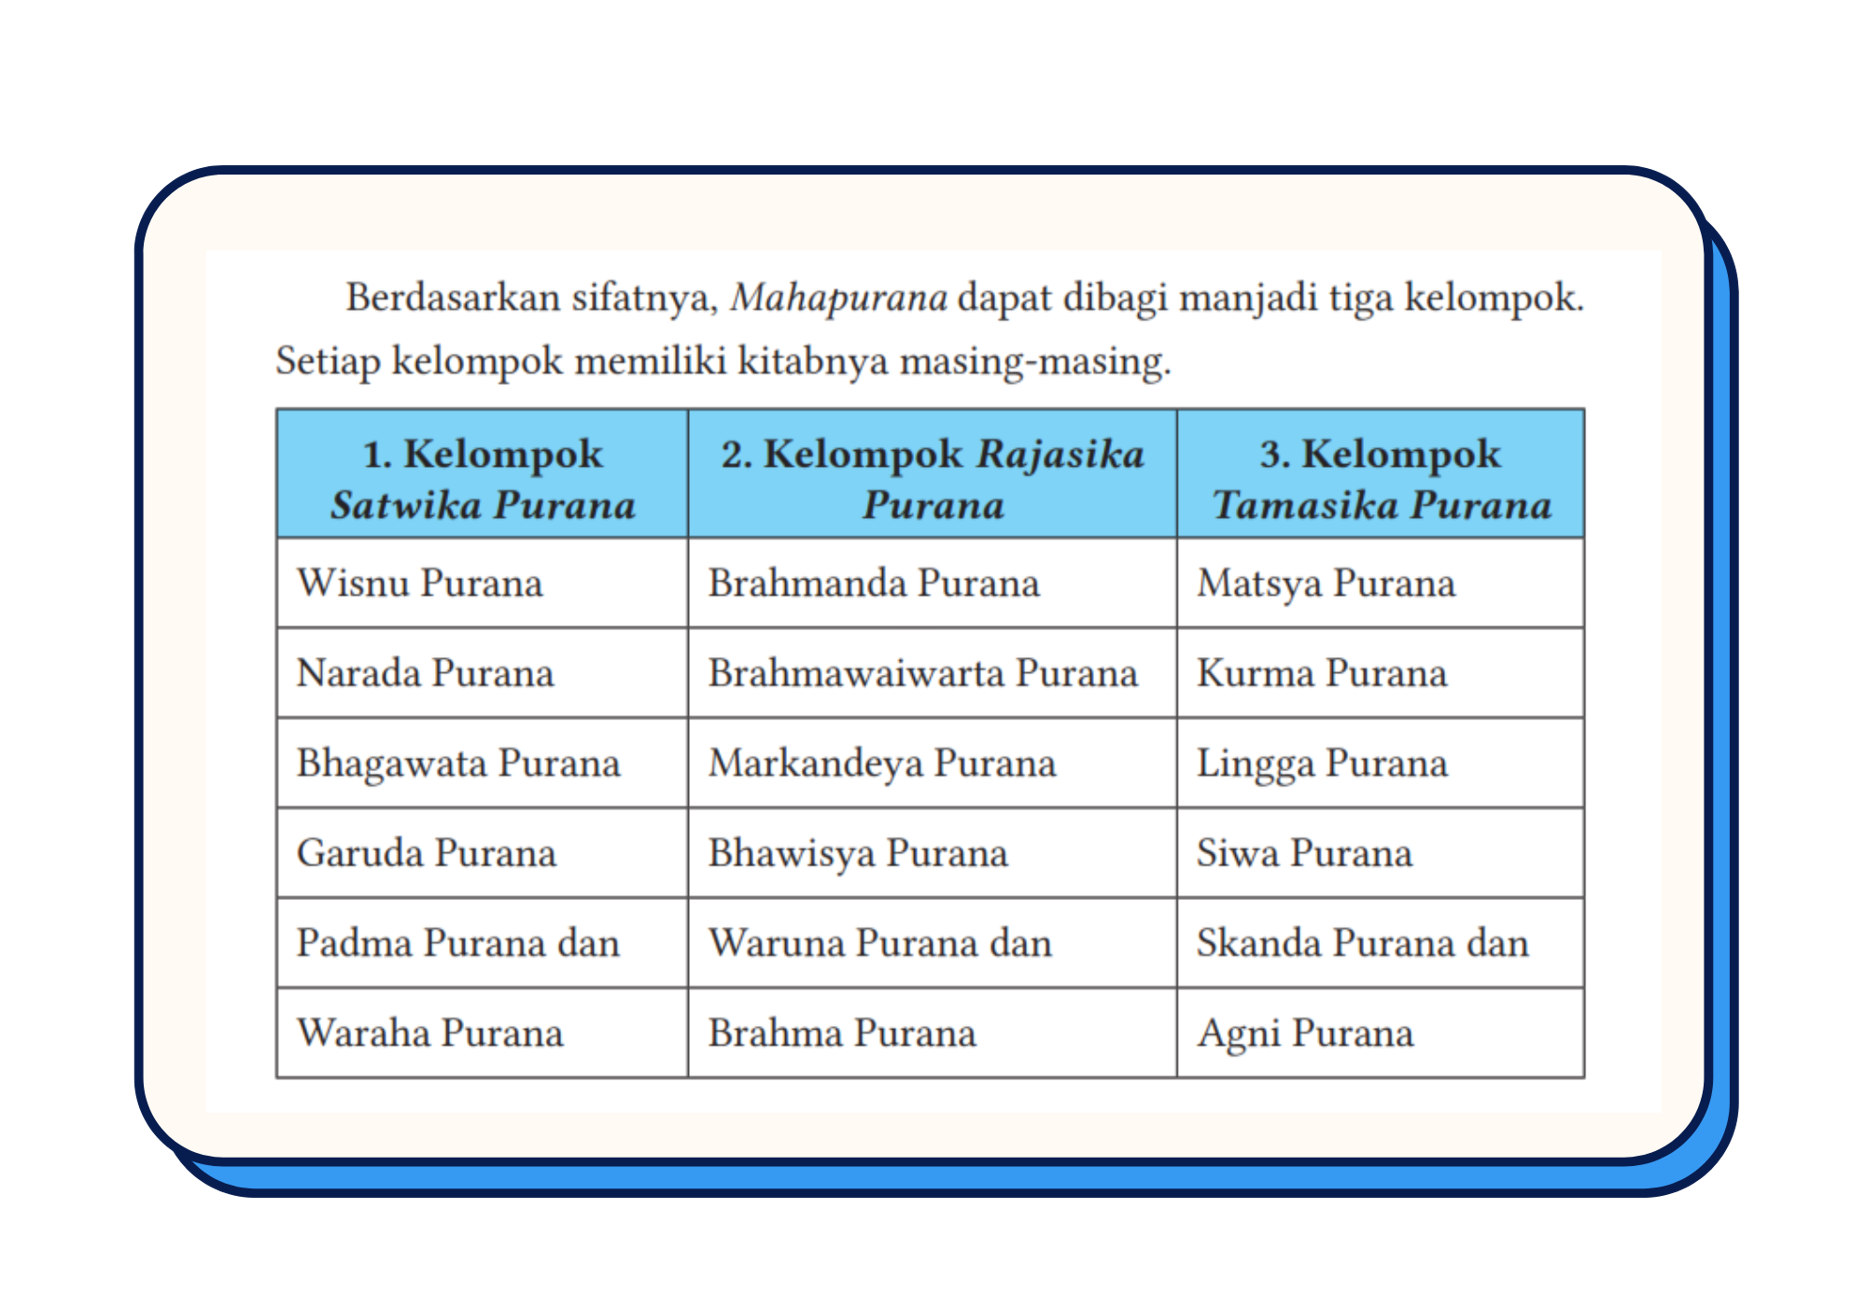 Berdasarkan sifatnya, Mahapurana dapat dibagi manjadi tiga kelompok.
Setiap kelompok memiliki kitabnya masing-masing.
1. Kelompok Satwika Purana
2. Kelompok Rajasika Purana
3. Kelompok Tamasika Purana
Wisnu Purana Brahmanda Purana Matsya Purana
Narada Purana Brahmawaiwarta Purana Kurma Purana
Bhagawata Purana Markandeya Purana Lingga Purana
Garuda Purana Bhawisya Purana Siwa Purana
Padma Purana dan Waruna Purana dan Skanda Purana dan
Waraha Purana Brahma Purana Agni Purana